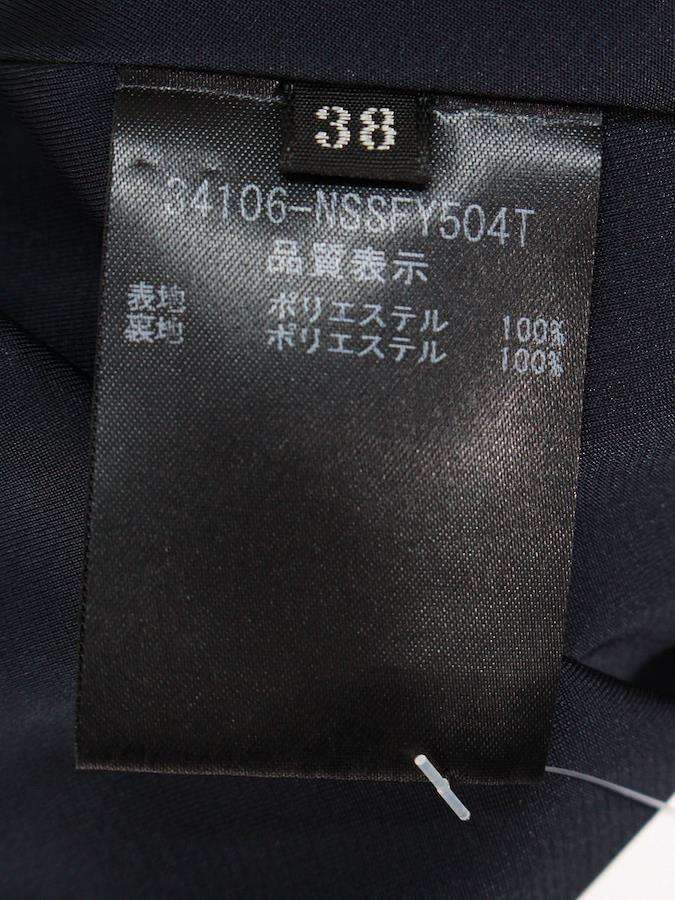 38
34106-NSSFY504T
品質表示
表地 ポリエステル 100%
裏地 ポリエステル 100%